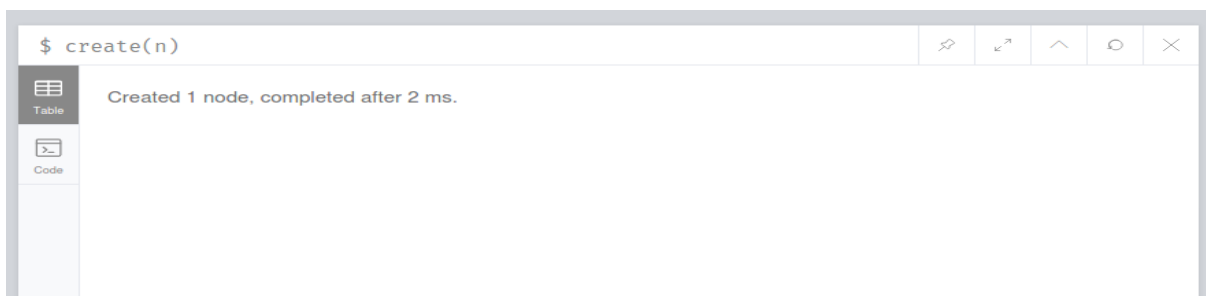 $ create(n)
Table
Created 1 node, completed after 2 ms.
Code